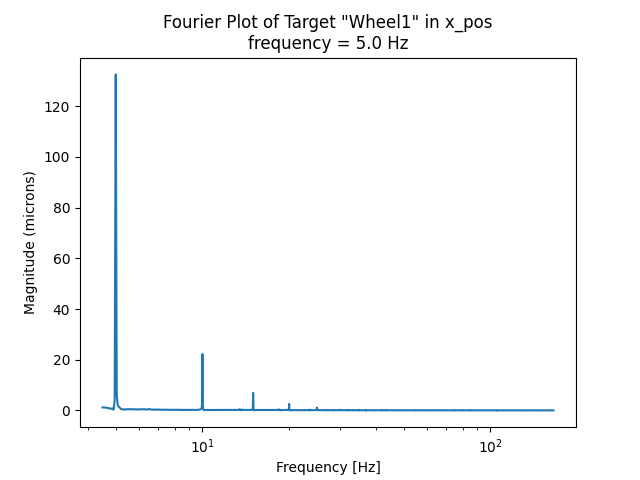 Fourier Plot of Target "Wheel1" in x_pos
frequency = 5.0 Hz
Magnitude (microns)
120
100
80
60
40
20
0
10¹
10²
Frequency [Hz]